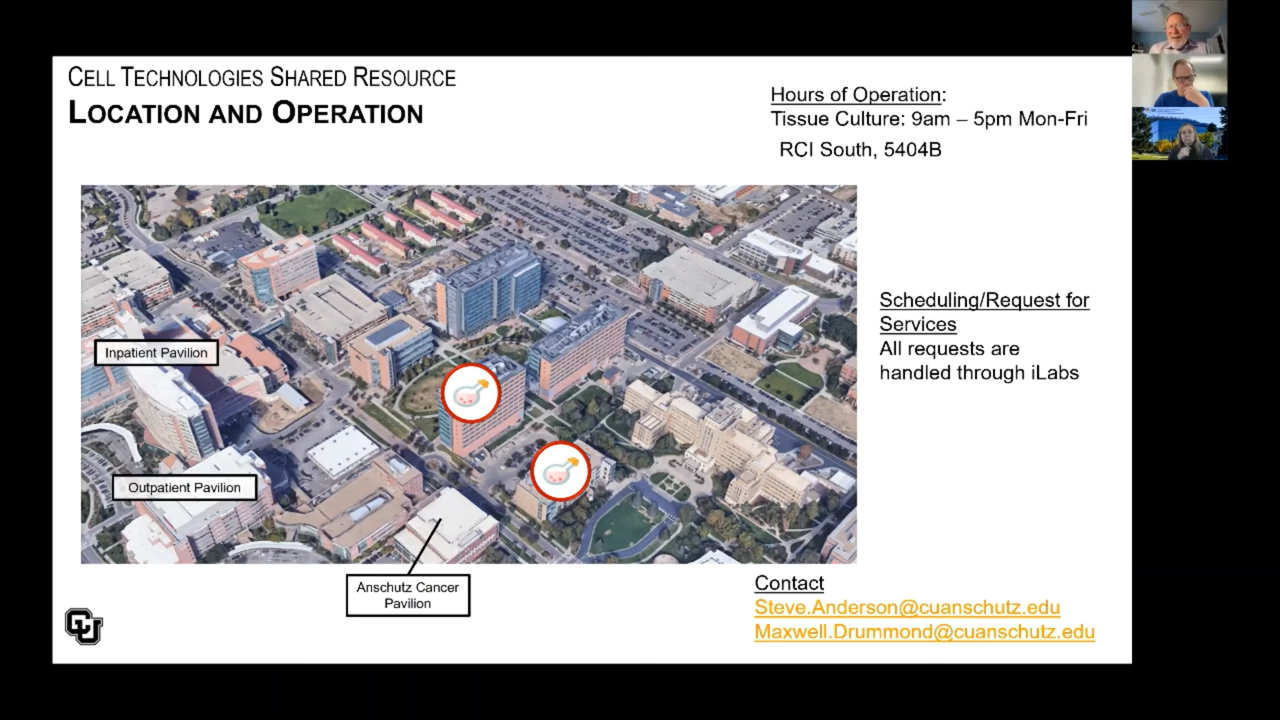 CELL TECHNOLOGIES SHARED RESOURCE
LOCATION AND OPERATION
Hours of Operation:
Tissue Culture: 9am – 5pm Mon-Fri
RCI South, 5404B
Inpatient Pavilion
Outpatient Pavilion
Anschutz Cancer
Pavilion
Scheduling/Request for
Services
All requests are
handled through iLabs
Contact
Steve.Anderson@cuanschutz.edu
Maxwell.Drummond@cuanschutz.edu
CU